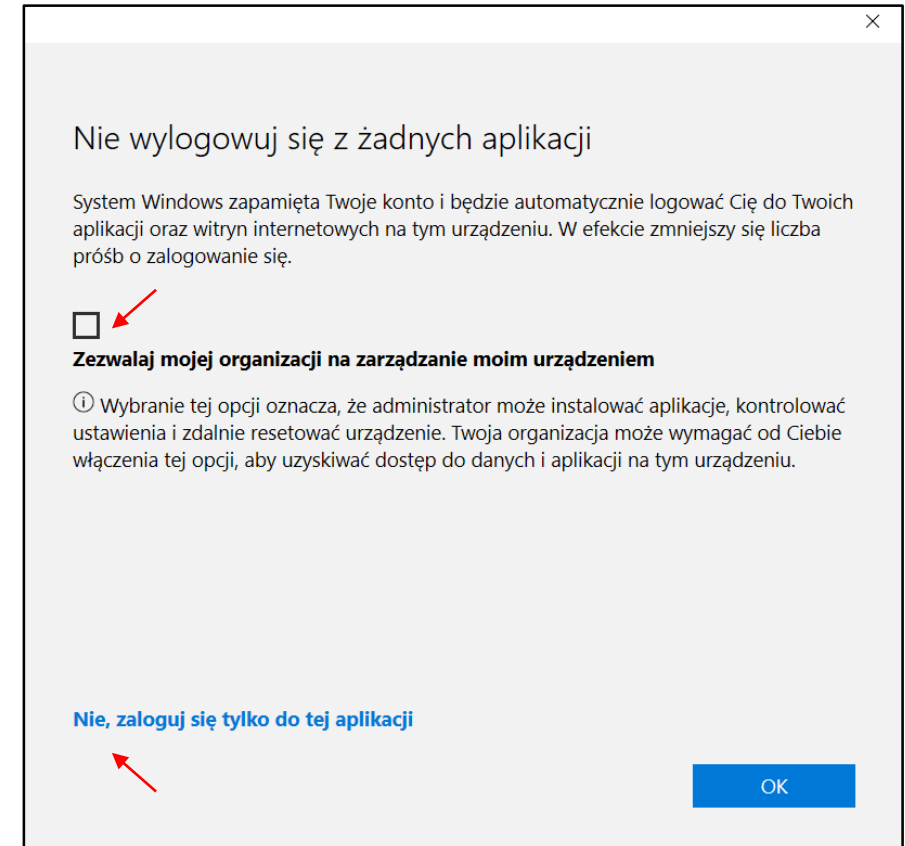 Nie wylogowuj się z żadnych aplikacji
System Windows zapamięta Twoje konto i będzie automatycznie logować Cię do Twoich
aplikacji oraz witryn internetowych na tym urządzeniu. W efekcie zmniejszy się liczba
próśb o zalogowanie się.
Zezwalaj mojej organizacji na zarządzanie moim urządzeniem
Wybranie tej opcji oznacza, że administrator może instalować aplikacje, kontrolować
ustawienia i zdalnie resetować urządzenie. Twoja organizacja może wymagać od Ciebie
włączenia tej opcji, aby uzyskiwać dostęp do danych i aplikacji na tym urządzeniu.
Nie, zaloguj się tylko do tej aplikacji
OK